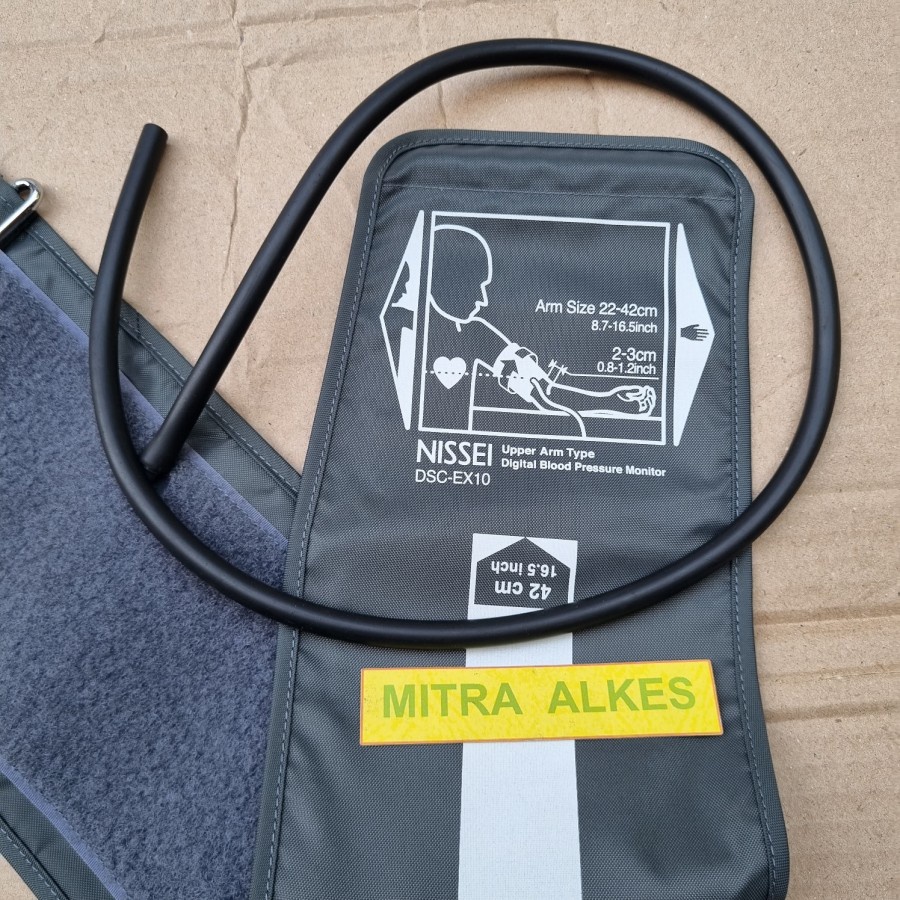 Arm Size 22-42cm
8.7-16.5inch
2-3cm
0.8-1.2inch
NISSEI Upper Arm Type
Digital Blood Pressure Monitor
DSC-EX10
42 cm
16.5 inch
MITRA ALKES